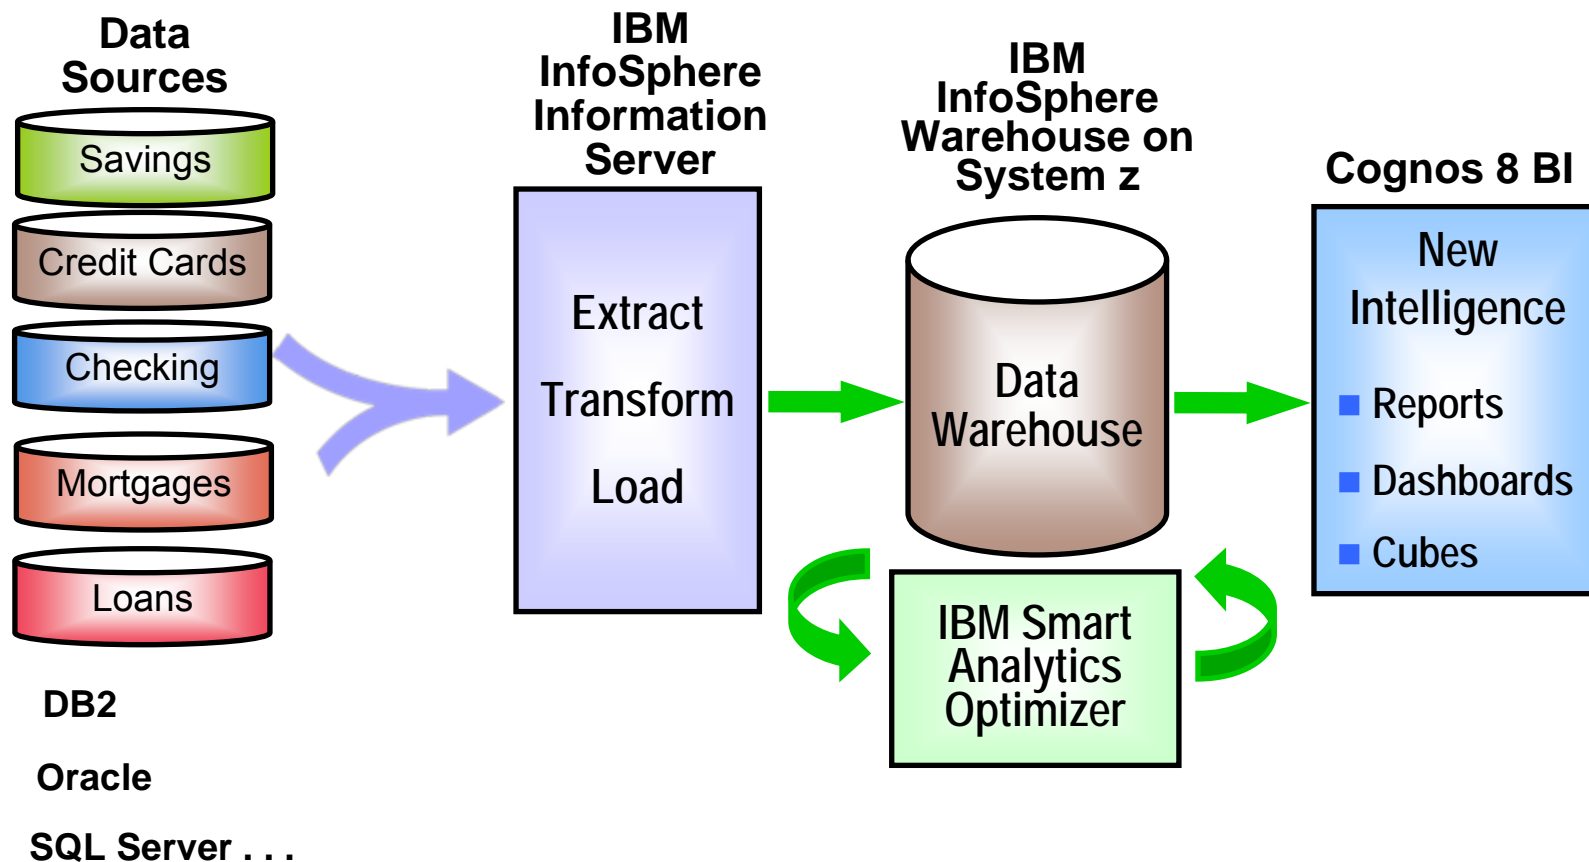 Data
Sources
Savings
Credit Cards
Checking
Mortgages
Loans
DB2
Oracle
SQL Server . . .
IBM
InfoSphere
Information
Server
Extract
Transform
Load
IBM
InfoSphere
Warehouse on
System z
Data
Warehouse
IBM Smart
Analytics
Optimizer
Cognos 8 BI
New
Intelligence
Reports
Dashboards
Cubes